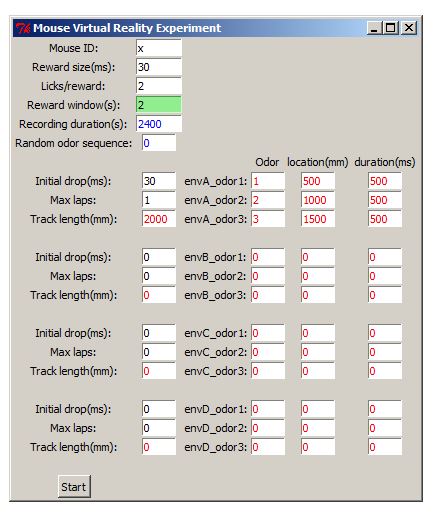 Mouse Virtual Reality Experiment
Mouse ID: x
Reward size(ms): 30
Licks/reward: 2
Reward window(s): 2
Recording duration(s): 2400
Random odor sequence: 0
Odor location(mm) duration(ms)
Initial drop(ms): 30 envA_odor1: 1 500 500
Max laps: 1 envA_odor2: 2 1000 500
Track length(mm): 2000 envA_odor3: 3 1500 500
Initial drop(ms): 0 envB_odor1: 0 0 0
Max laps: 0 envB_odor2: 0 0 0
Track length(mm): 0 envB_odor3: 0 0 0
Initial drop(ms): 0 envC_odor1: 0 0 0
Max laps: 0 envC_odor2: 0 0 0
Track length(mm): 0 envC_odor3: 0 0 0
Initial drop(ms): 0 envD_odor1: 0 0 0
Max laps: 0 envD_odor2: 0 0 0
Track length(mm): 0 envD_odor3: 0 0 0
Start